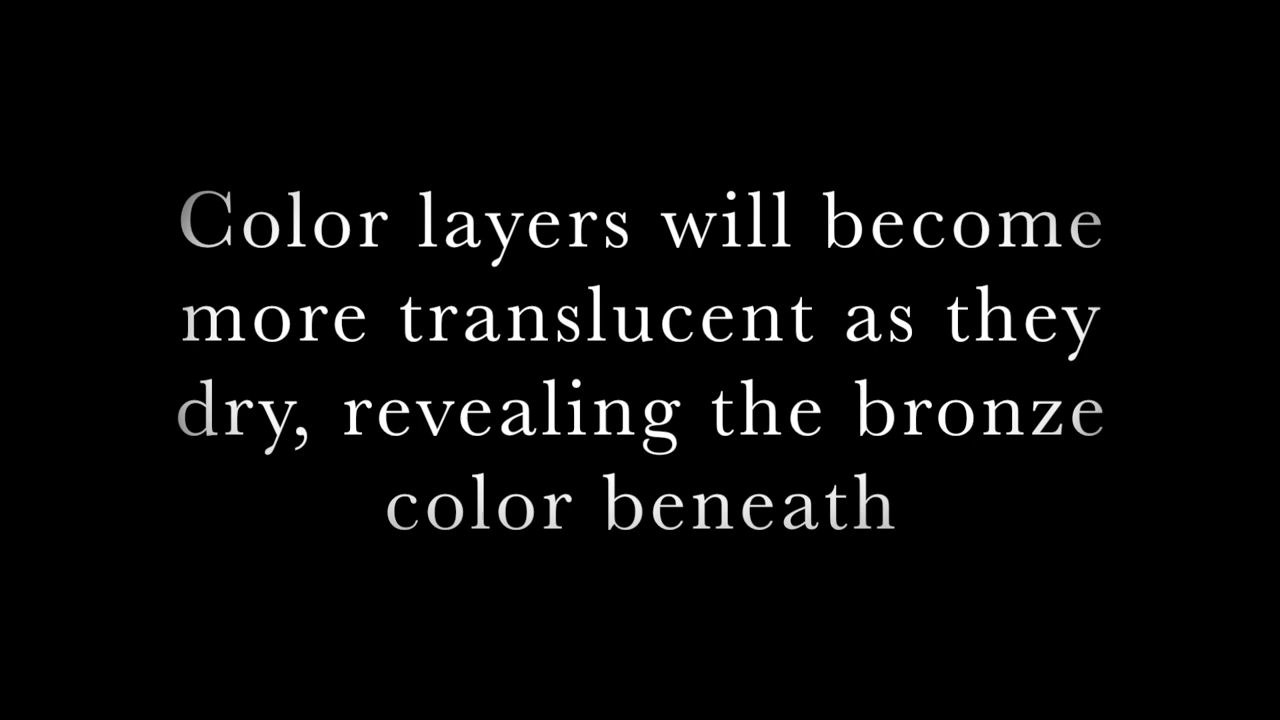 Color layers will become
more translucent as they
dry, revealing the bronze
color beneath